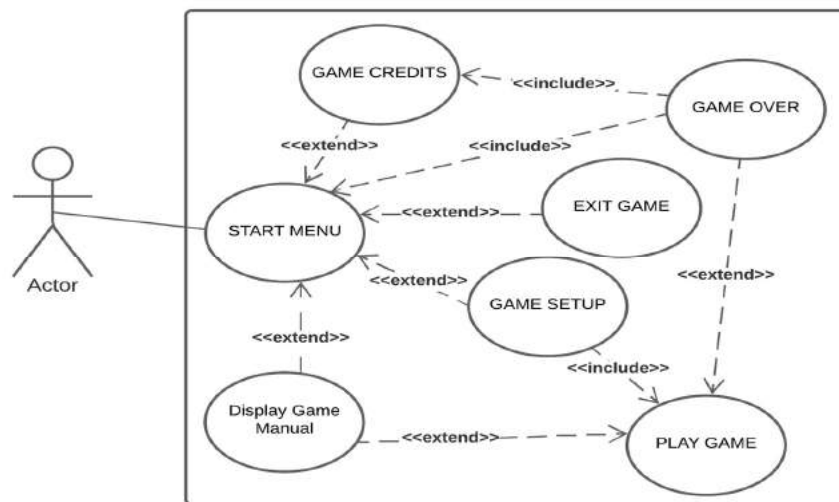 GAME CREDITS
<<include>>
GAME OVER
<<extend>>
<<include>>
START MENU
<<extend>>
EXIT GAME
Actor
<<extend>>
GAME SETUP
<<extend>>
<<extend>>
<<include>>
Display Game
Manual
<<extend>>
PLAY GAME